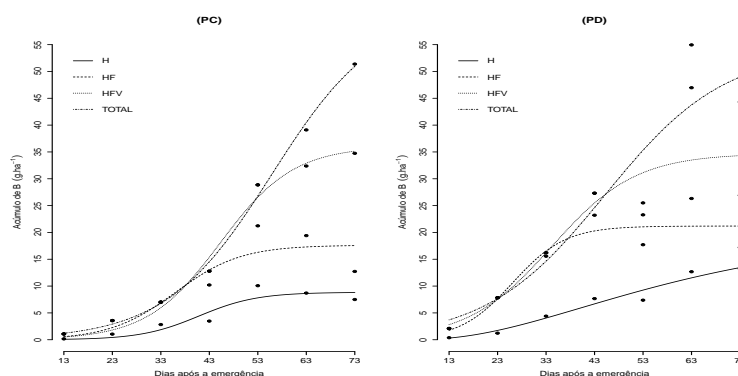 (PC)
55
50
45
40
35
30
25
20
15
10
5
0
Acúmulo de B (g.ha⁻¹)
H
HF
HFV
TOTAL
13 23 33 43 53 63 73
Dias após a emergência
(PD)
55
50
45
40
35
30
25
20
15
10
5
0
Acúmulo de B (g.ha⁻¹)
H
HF
HFV
TOTAL
13 23 33 43 53 63
Dias após a emergência